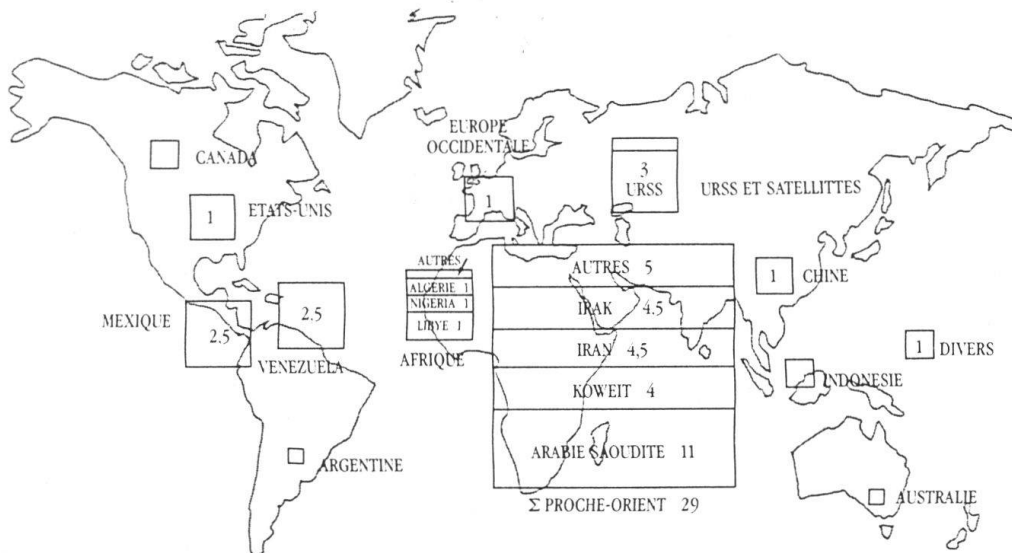 EUROPE
OCCIDENTALE
1
CANADA
1
ETATS-UNIS
3
URSS
URSS ET SATELLITTES
MEXIQUE
2.5
2.5
VENEZUELA
ARGENTINE
AUTRES
ALGÉRIE 1
NIGERIA 1
LIBYE 1
AFRIQUE
AUTRES 5
IRAK 4.5
IRAN 4,5
KOWEIT 4
ARABIE SAOUDITE 11
Σ PROCHE-ORIENT 29
1
CHINE
1
DIVERS
INDONESIE
AUSTRALIE